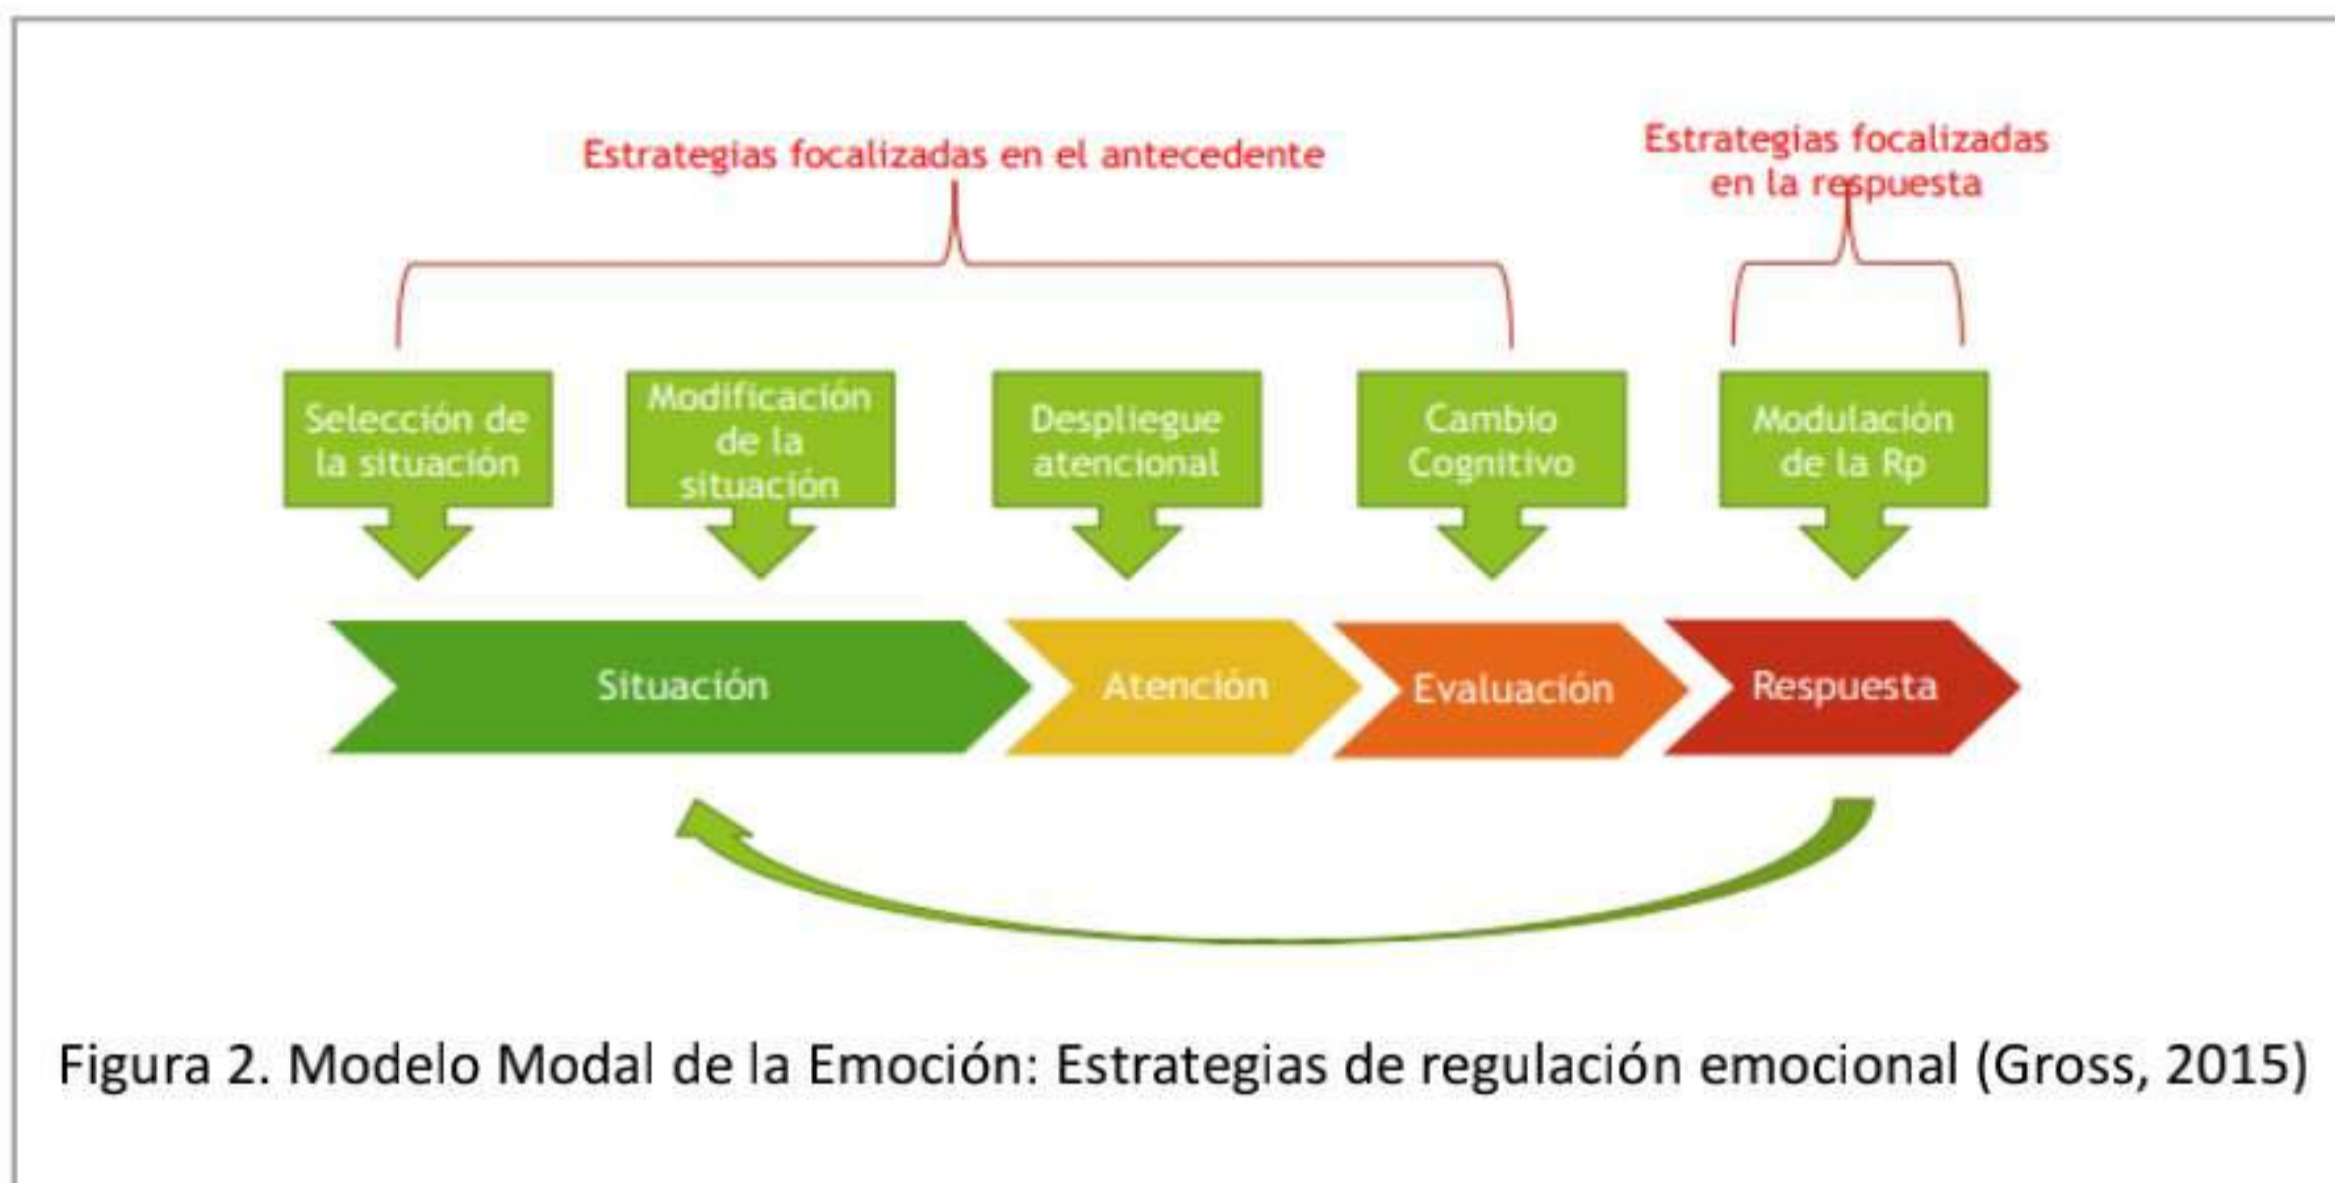 Estrategias focalizadas en el antecedente
Estrategias focalizadas
en la respuesta
Selección de
la situación
Modificación
de la
situación
Despliegue
atencional
Cambio
Cognitivo
Modulación
de la Rp
Situación
Atención
Evaluación
Respuesta
Figura 2. Modelo Modal de la Emoción: Estrategias de regulación emocional (Gross, 2015)